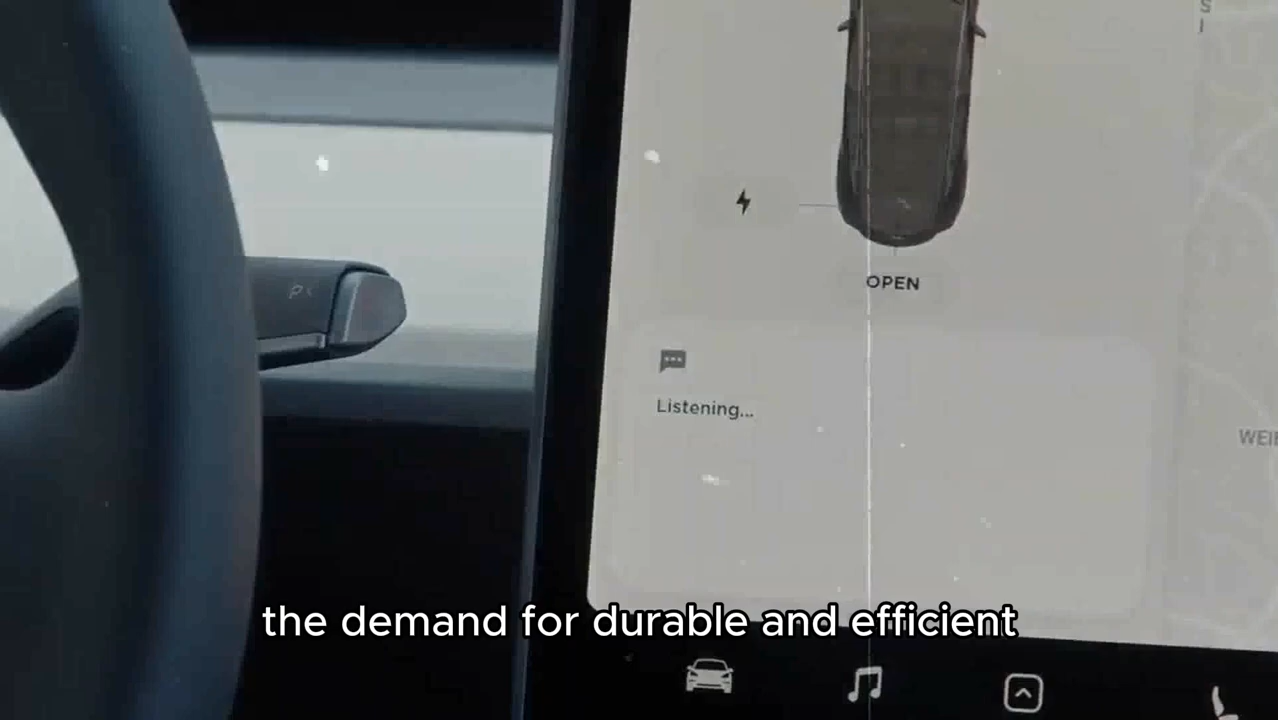 S
I
P
OPEN
Listening...
WEI
the demand for durable and efficient